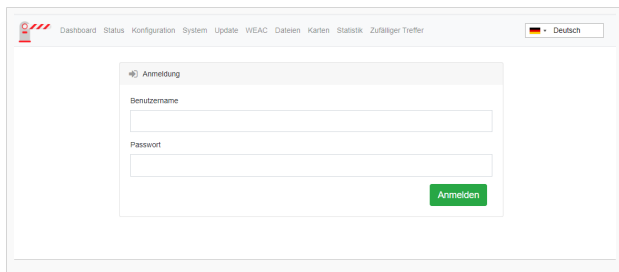 Dashboard Status Konfiguration System Update WEAC Dateien Karten Statistik Zufälliger Treffer Deutsch
Anmeldung
Benutzername
Passwort
Anmelden